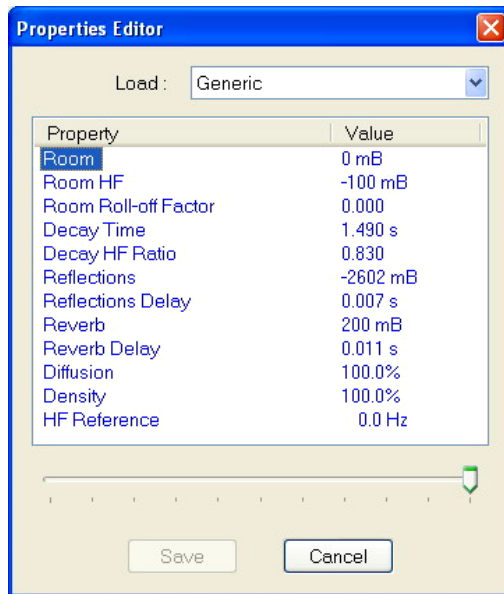 Properties Editor
Load : Generic
Property Value
Room 0 mB
Room HF -100 mB
Room Roll-off Factor 0.000
Decay Time 1.490 s
Decay HF Ratio 0.830
Reflections -2602 mB
Reflections Delay 0.007 s
Reverb 200 mB
Reverb Delay 0.011 s
Diffusion 100.0%
Density 100.0%
HF Reference 0.0 Hz
Save Cancel